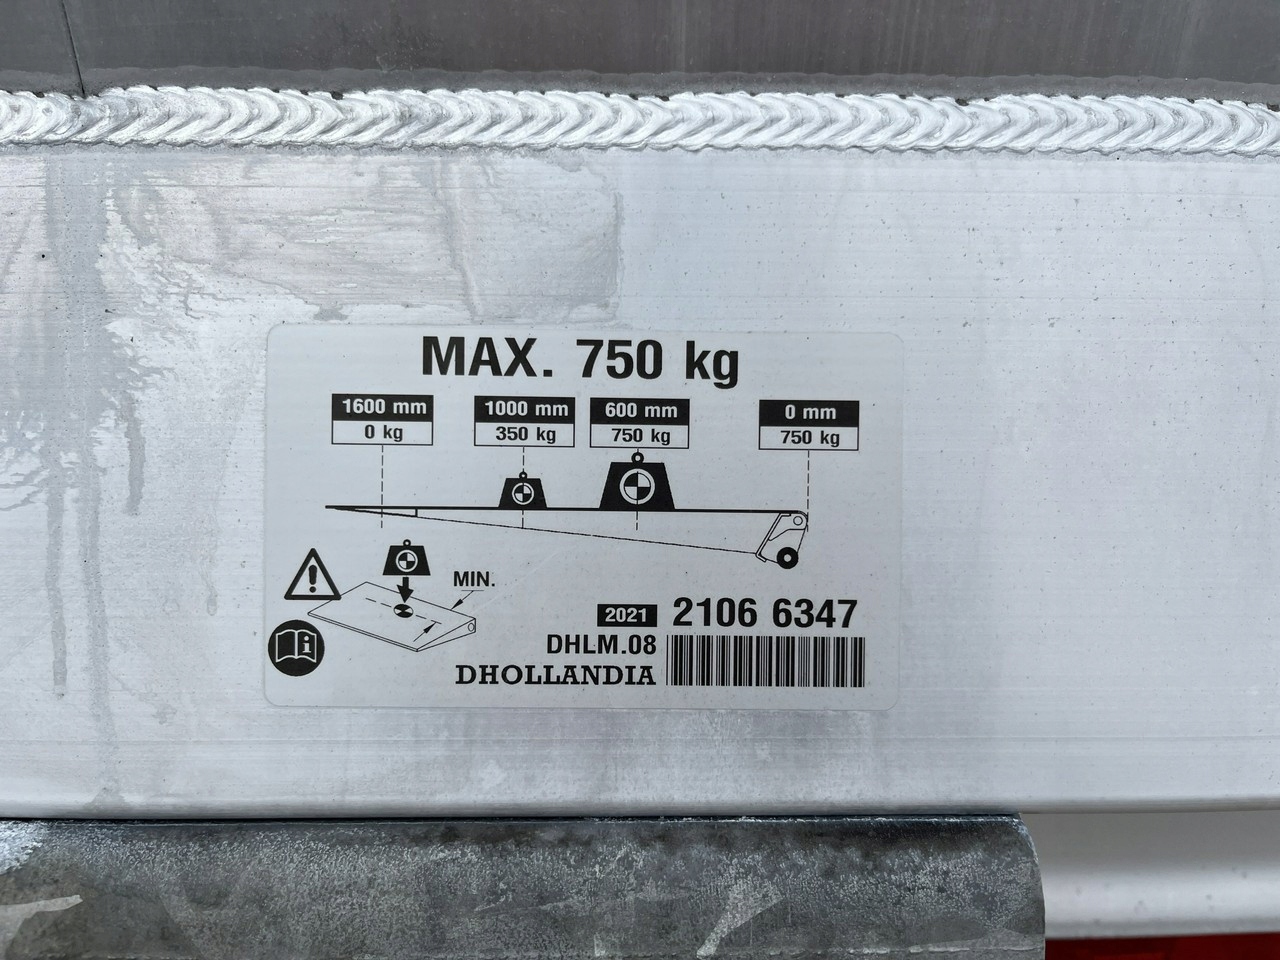 MAX. 750 kg
1600 mm 1000 mm 600 mm 0 mm
0 kg 350 kg 750 kg 750 kg
MIN.
2021 2106 6347
DHLM.08
DHOLLANDIA